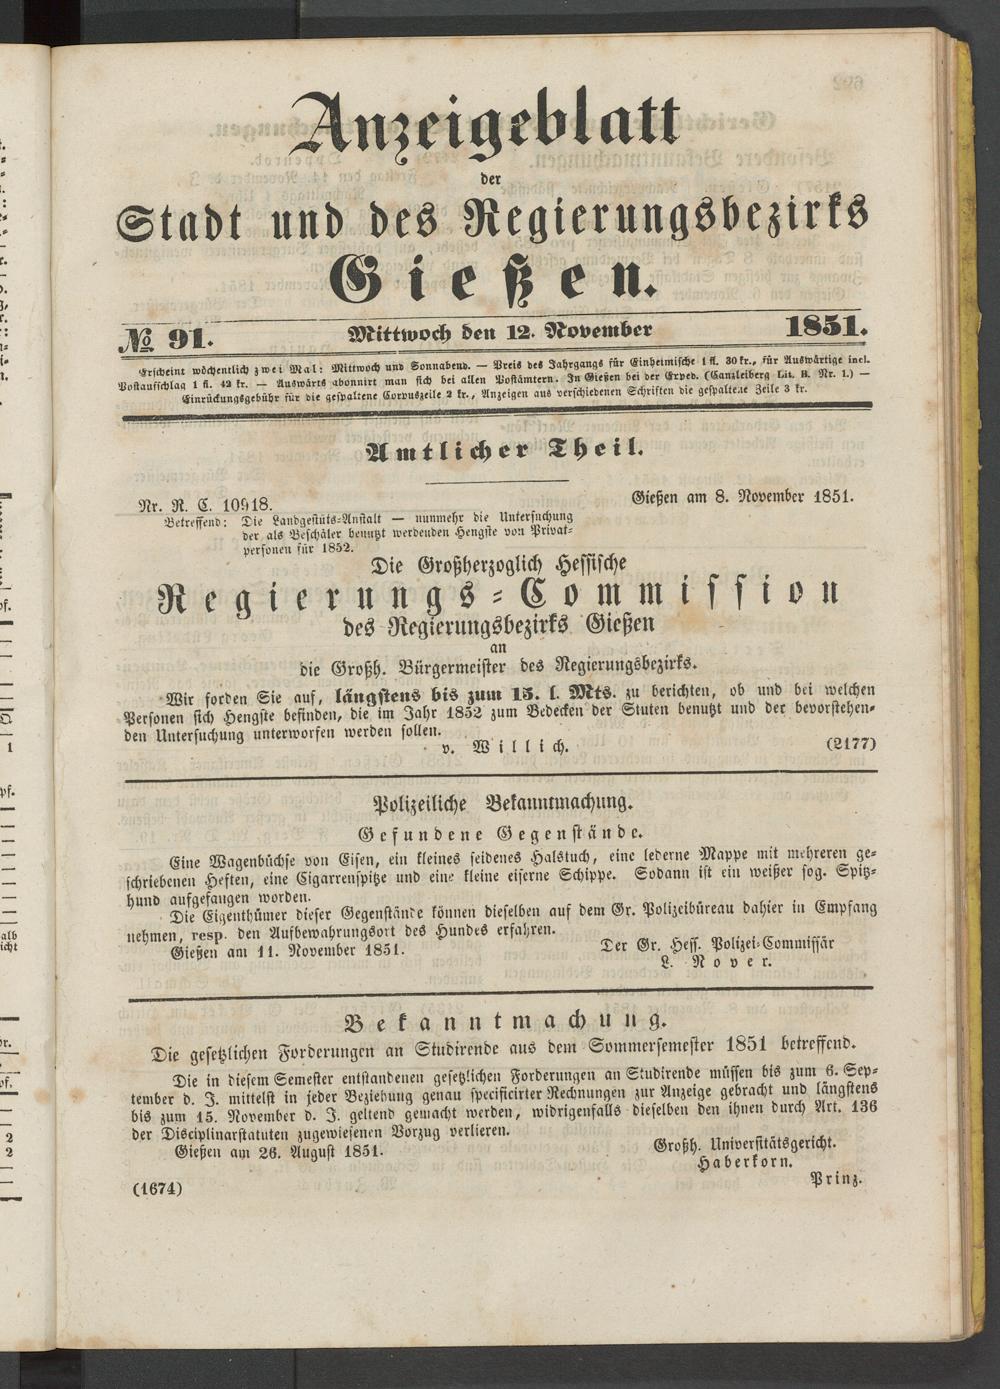 Anzeigeblatt
der
Stadt und des Regierungsbezirks
Gießen.
№ 91. Mittwoch den 12. November 1851.
Erscheint wöchentlich zwei Mal: Mittwoch und Sonnabend. — Preis des Jahrgangs für Einheimische 1 fl. 30 kr., für Auswärtige incl.
Postaufschlag 1 fl. 42 kr. — Auswärts abonnirt man sich bei allen Postämtern. In Gießen bei der Exped. (Canzleiberg Lit. B. Nr. 1.) —
Einrückungsgebühr für die gespaltene Corpuszeile 2 kr., Anzeigen aus verschiedenen Schriften die gespaltene Zeile 3 kr.
Amtlicher Theil.
Nr. R. C. 10918. Gießen am 8. November 1851.
Betreffend: Die Landgestüts-Anstalt — nunmehr die Untersuchung
der als Beschäler benutzt werdenden Hengste von Privat-
personen für 1852.
Die Großherzoglich Hessische
Regierungs-Commission
des Regierungsbezirks Gießen
an
die Großh. Bürgermeister des Regierungsbezirks.
Wir fordern Sie auf, längstens bis zum 15. l. Mts. zu berichten, ob und bei welchen
Personen sich Hengste befinden, die im Jahr 1852 zum Bedecken der Stuten benutzt und der bevorstehen-
den Untersuchung unterworfen werden sollen.
v. Willich. (2177)
Polizeiliche Bekanntmachung.
Gefundene Gegenstände.
Eine Wagenbüchse von Eisen, ein kleines seidenes Halstuch, eine lederne Mappe mit mehreren ge-
schriebenen Heften, eine Cigarrenspitze und eine kleine eiserne Schippe. Sodann ist ein weißer sog. Spitz-
hund aufgefangen worden.
Die Eigenthümer dieser Gegenstände können dieselben auf dem Gr. Polizeibüreau dahier in Empfang
nehmen, resp. den Aufbewahrungsort des Hundes erfahren.
Gießen am 11. November 1851. Der Gr. Hess. Polizei-Commissär
L. Nover.
Bekanntmachung.
Die gesetzlichen Forderungen an Studirende aus dem Sommersemester 1851 betreffend.
Die in diesem Semester entstandenen gesetzlichen Forderungen an Studirende müssen bis zum 6. Sep-
tember d. J. mittelst in jeder Beziehung genau specificirter Rechnungen zur Anzeige gebracht und längstens
bis zum 15. November d. J. geltend gemacht werden, widrigenfalls dieselben den ihnen durch Art. 136
der Disciplinarstatuten zugewiesenen Vorzug verlieren.
Gießen am 26. August 1851. Großh. Universitätsgericht.
Haberkorn.
(1674) Prinz.